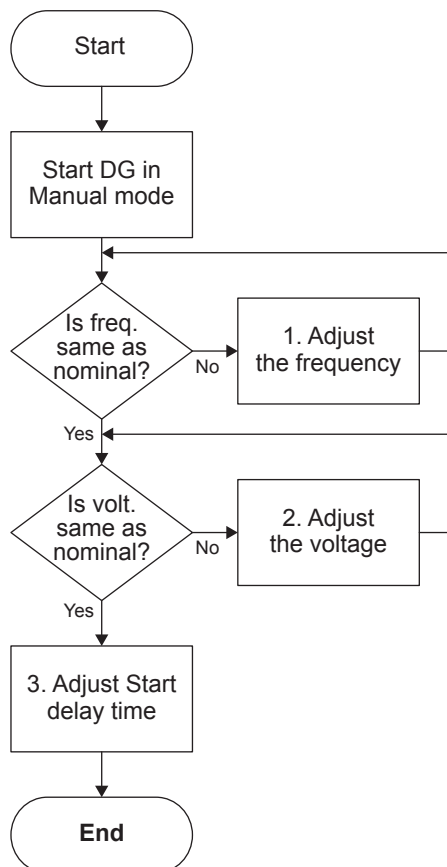 Start
Start DG in
Manual mode
Is freq.
same as
nominal?
No
1. Adjust
the frequency
Yes
Is volt.
same as
nominal?
No
2. Adjust
the voltage
Yes
3. Adjust Start
delay time
End